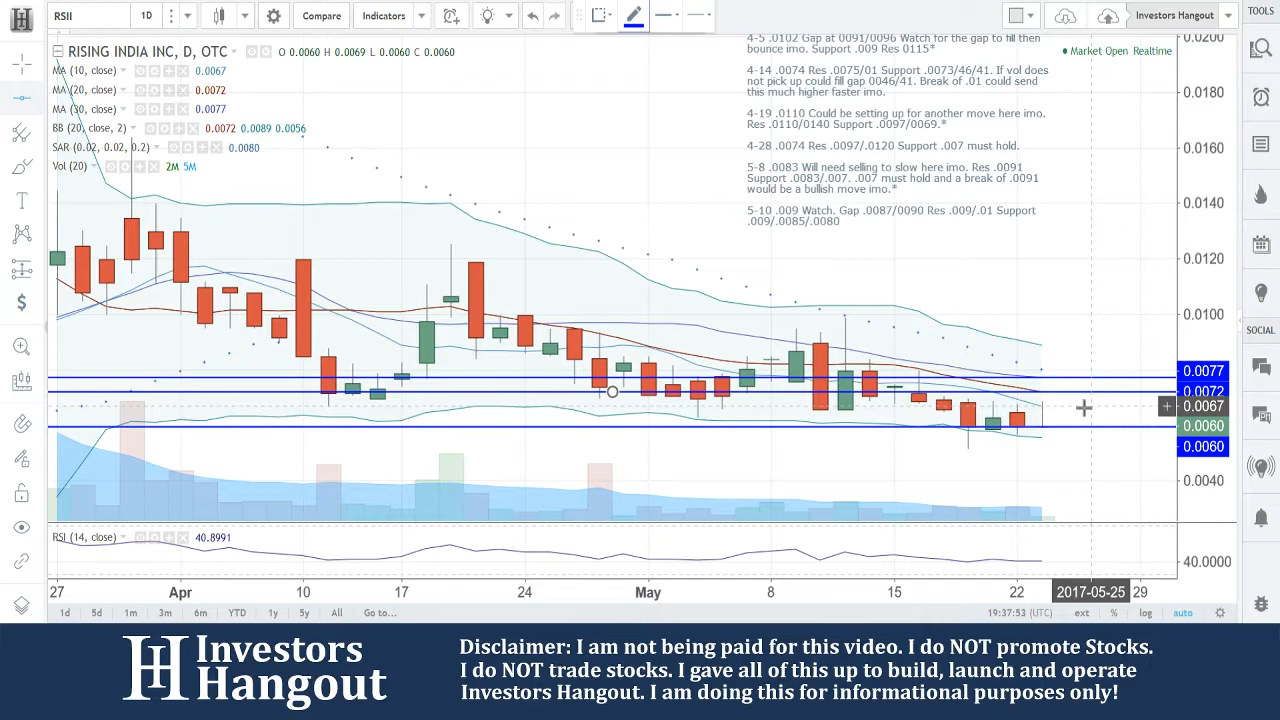 RSII
1D
Compare
Indicators
Investors Hangout
TOOLS
RISING INDIA INC, D, OTC
O 0.0060 H 0.0069 L 0.0060 C 0.0060
MA (10, close) 0.0067
MA (20, close) 0.0072
MA (30, close) 0.0077
BB (20, close, 2) 0.0072 0.0089 0.0056
SAR (0.02, 0.02, 0.2) 0.0080
Vol (20) 2M 5M
4-5 .0102 Gap at 0091/0096 Watch for the gap to fill then
bounce imo. Support .009 Res 0115*
4-14 .0074 Res .0075/01 Support .0073/46/41. If vol does
not pick up could fill gap 0046/41. Break of .01 could send
this much higher faster imo.
4-19 .0110 Could be setting up for another move here imo.
Res .0110/0140 Support .0097/0069.*
4-28 .0074 Res .0097/.0120 Support .007 must hold.
5-8 .0083 Will need selling to slow here imo. Res .0091
Support .0083/.007. .007 must hold and a break of .0091
would be a bullish move imo.*
5-10 .009 Watch. Gap .0087/0090 Res .009/.01 Support
.009/.0085/.0080
Market Open Realtime
0.0200
0.0180
0.0160
0.0140
0.0120
0.0100
0.0077
0.0072
0.0067
0.0060
0.0060
0.0040
SOCIAL
RSI (14, close) 40.8991
40.0000
27
Apr
10
17
24
May
8
15
22
2017-05-25
29
1d 5d 1m 3m 6m YTD 1y 5y All Go to...
19:37:53 (UTC) ext % log auto
Investors
Hangout
Disclaimer: I am not being paid for this video. I do NOT promote Stocks.
I do NOT trade stocks. I gave all of this up to build, launch and operate
Investors Hangout. I am doing this for informational purposes only!